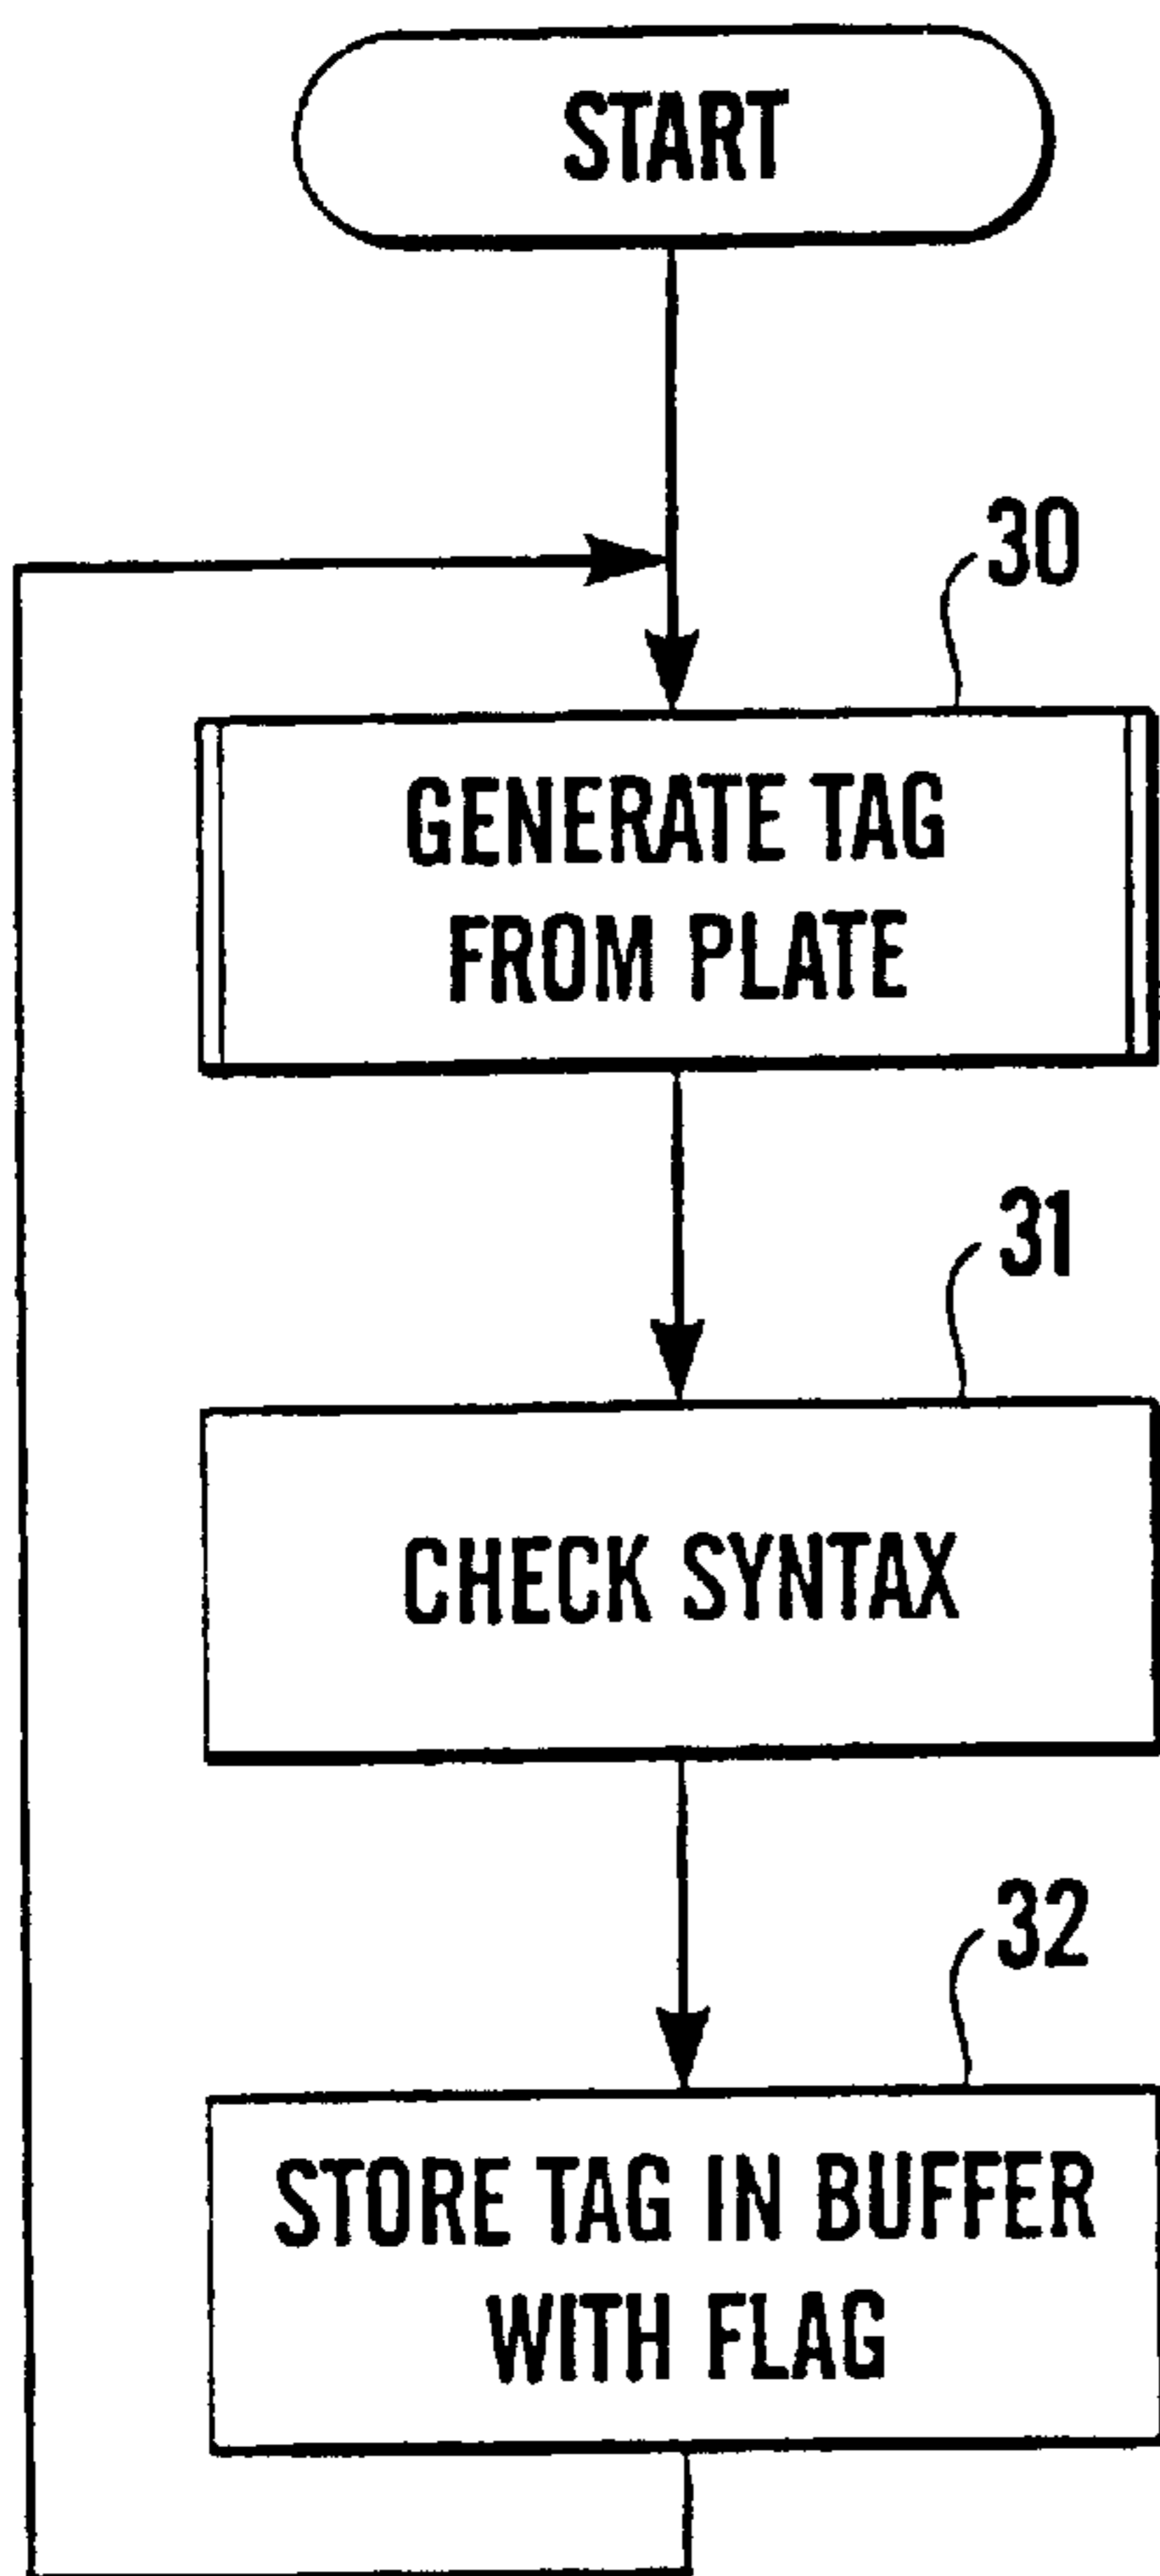 START
30
GENERATE TAG
FROM PLATE
31
CHECK SYNTAX
32
STORE TAG IN BUFFER
WITH FLAG